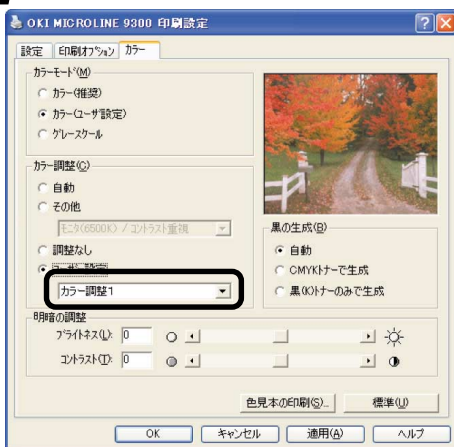 OKI MICROLINE 9300 印刷設定
設定 印刷オプション カラー
カラーモード(M)
カラー(推奨)
カラー(ユーザ設定)
グレースケール
カラー調整(C)
自動
その他
モニタ(6500K) / コントラスト重視
調整なし
ユーザー設定
カラー調整1
黒の生成(B)
自動
CMYKトナーで生成
黒(K)トナーのみで生成
明暗の調整
ブライトネス(L): 0
コントラスト(T): 0
色見本の印刷(S)... 標準(U)
OK キャンセル 適用(A) ヘルプ